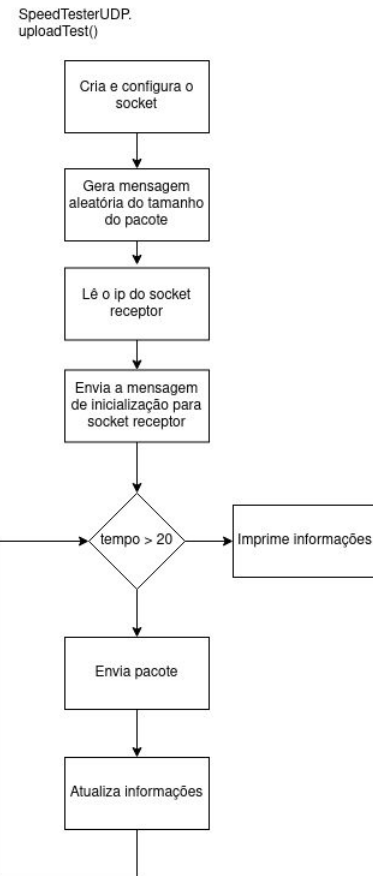 SpeedTesterUDP.
uploadTest()
Cria e configura o
socket
Gera mensagem
aleatória do tamanho
do pacote
Lê o ip do socket
receptor
Envia a mensagem
de inicialização para
socket receptor
tempo > 20
Imprime informações
Envia pacote
Atualiza informações